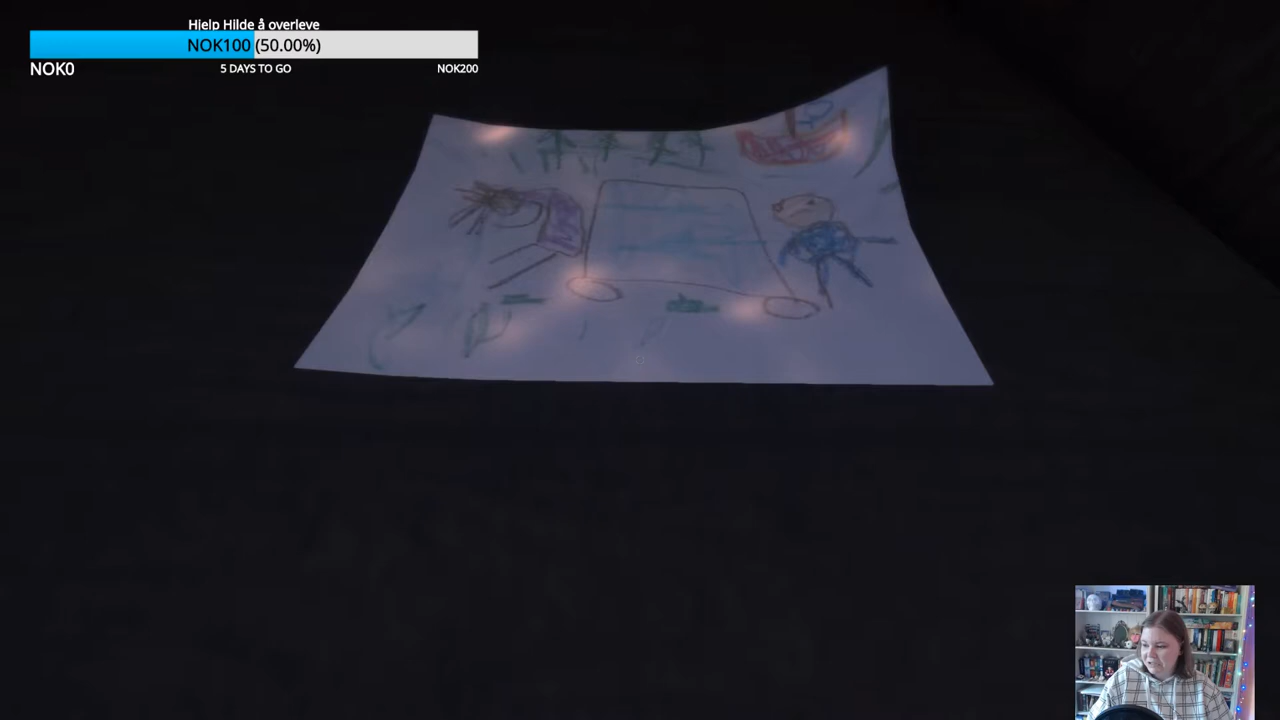 Hjelp Hilde å overleve
NOK100 (50.00%)
NOK0
5 DAYS TO GO
NOK200